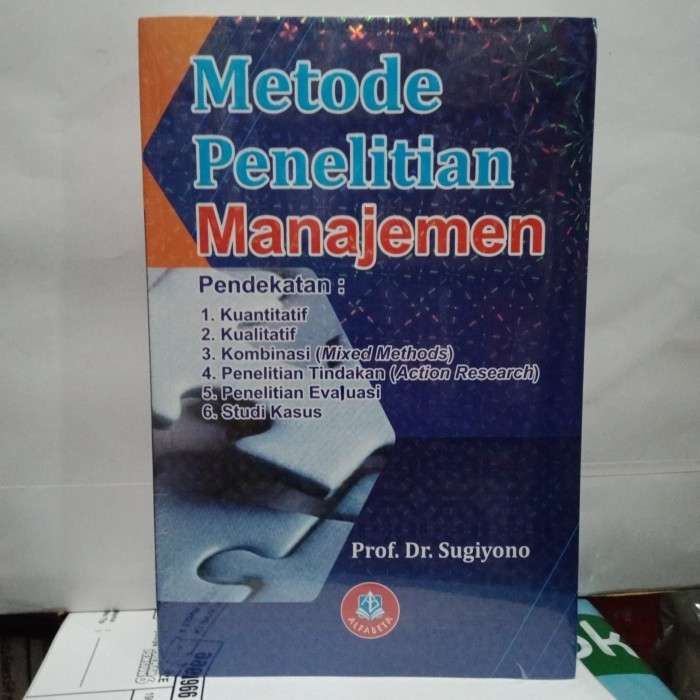 Metode
Penelitian
Manajemen
Pendekatan :
1. Kuantitatif
2. Kualitatif
3. Kombinasi (Mixed Methods)
4. Penelitian Tindakan (Action Research)
5. Penelitian Evaluasi
6. Studi Kasus
Prof. Dr. Sugiyono
ALFABETA